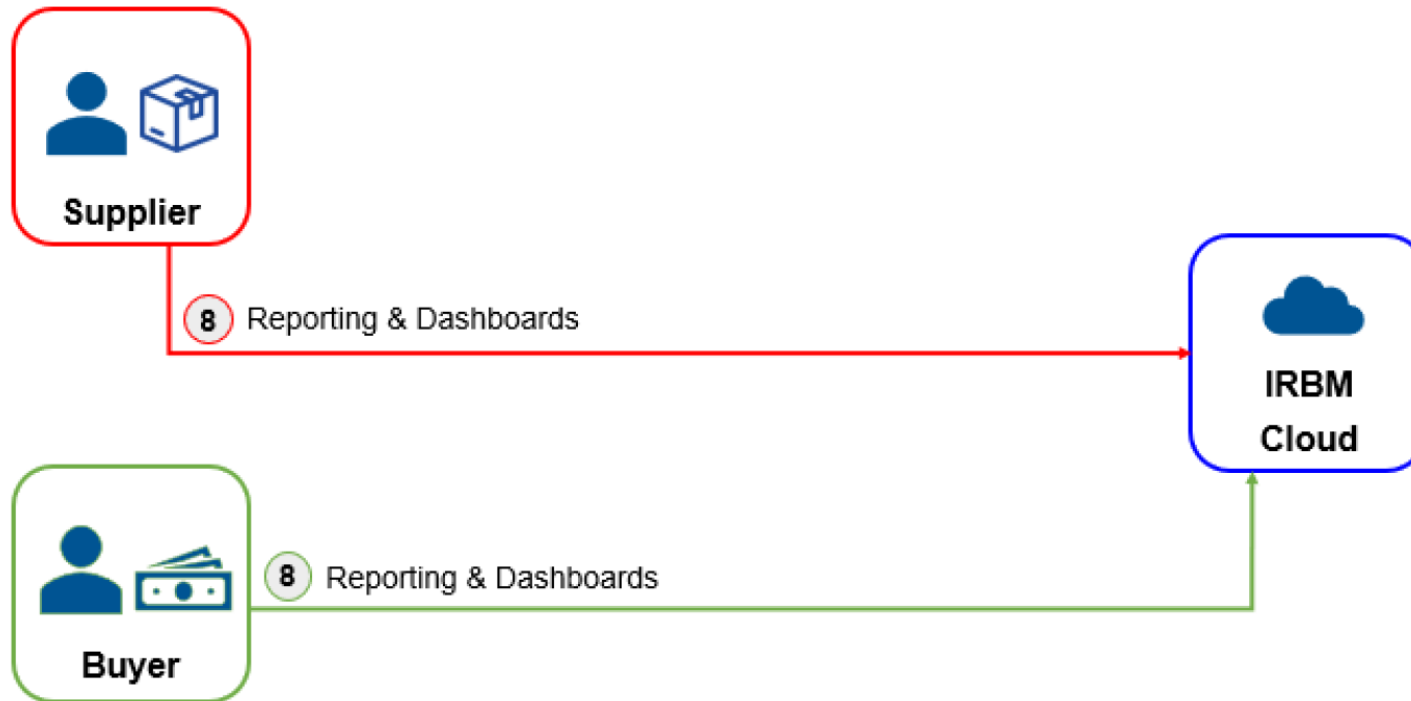 Supplier
8 Reporting & Dashboards
IRBM
Cloud
8 Reporting & Dashboards
Buyer